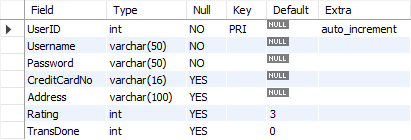 Field Type Null Key Default Extra
UserID int NO PRI NULL auto_increment
Username varchar(50) NO NULL
Password varchar(50) NO NULL
CreditCardNo varchar(16) YES NULL
Address varchar(100) YES NULL
Rating int YES 3
TransDone int YES 0